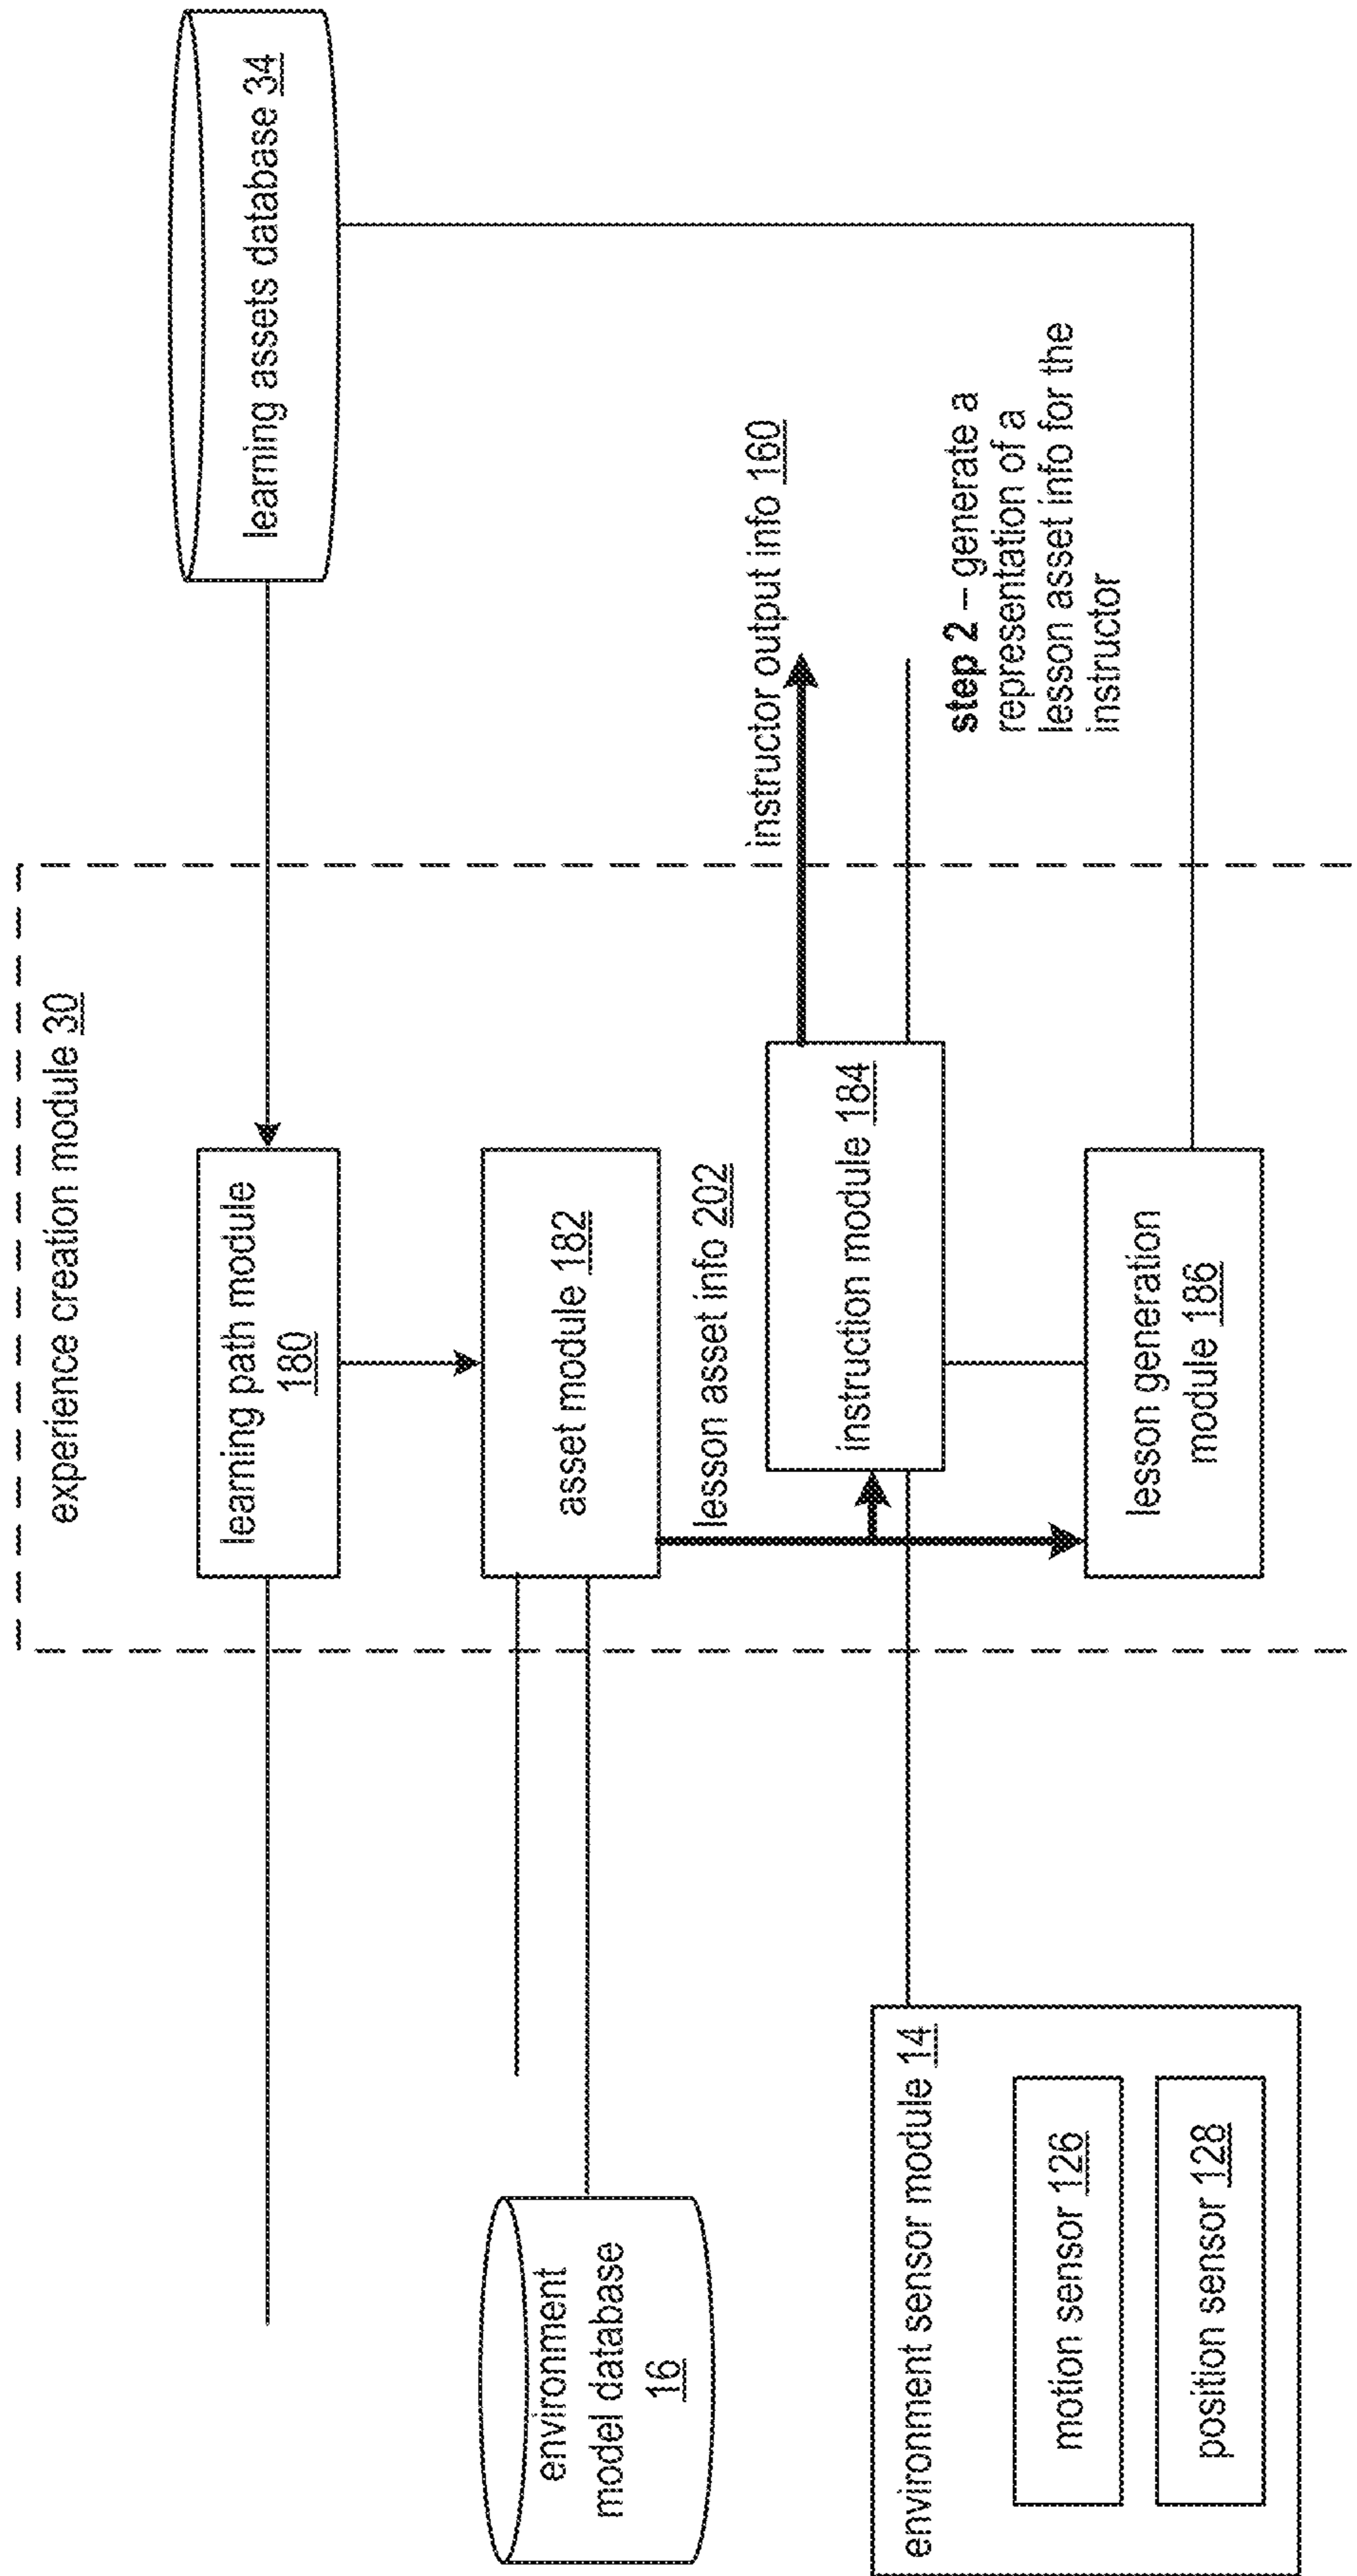 experience creation module 30
learning assets database 34
learning path module
180
environment
model database
16
asset module 182
lesson asset info 202
instructor output info 160
instruction module 184
environment sensor module 14
motion sensor 126
position sensor 128
step 2 – generate a
representation of a
lesson asset info for the
instructor
lesson generation
module 186